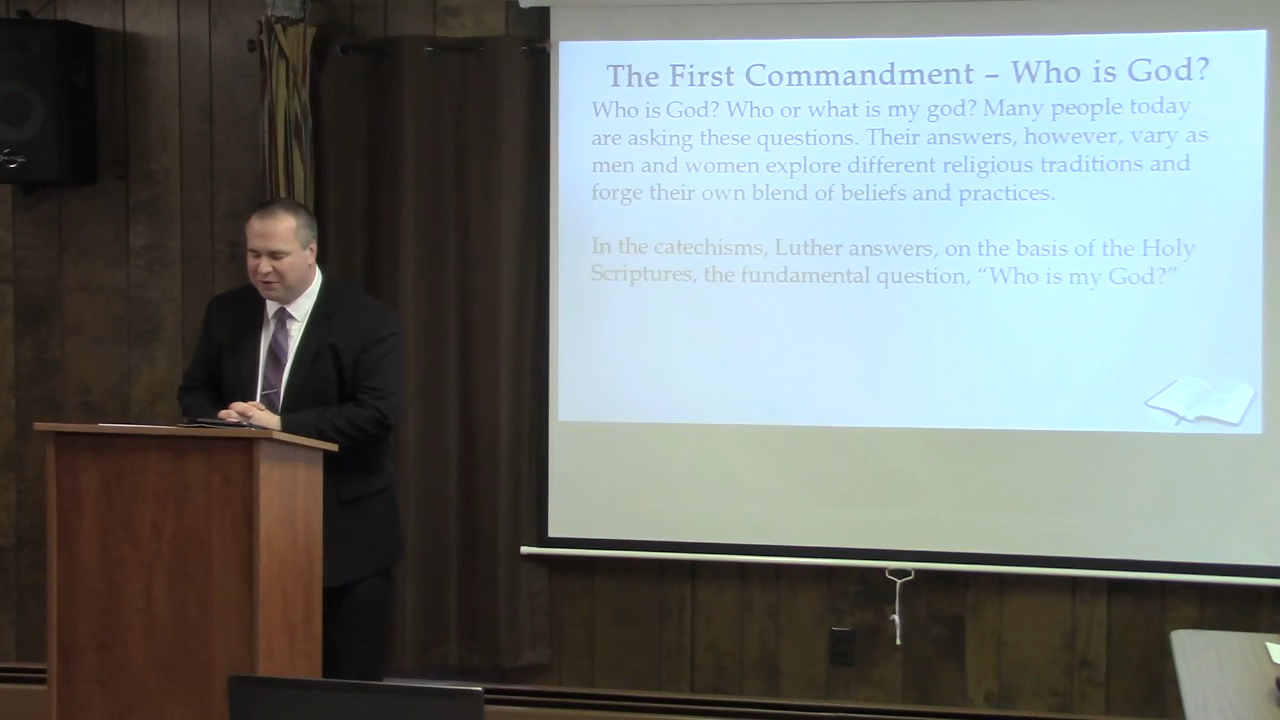 The First Commandment – Who is God?
Who is God? Who or what is my god? Many people today
are asking these questions. Their answers, however, vary as
men and women explore different religious traditions and
forge their own blend of beliefs and practices.
In the catechisms, Luther answers, on the basis of the Holy
Scriptures, the fundamental question, “Who is my God?”